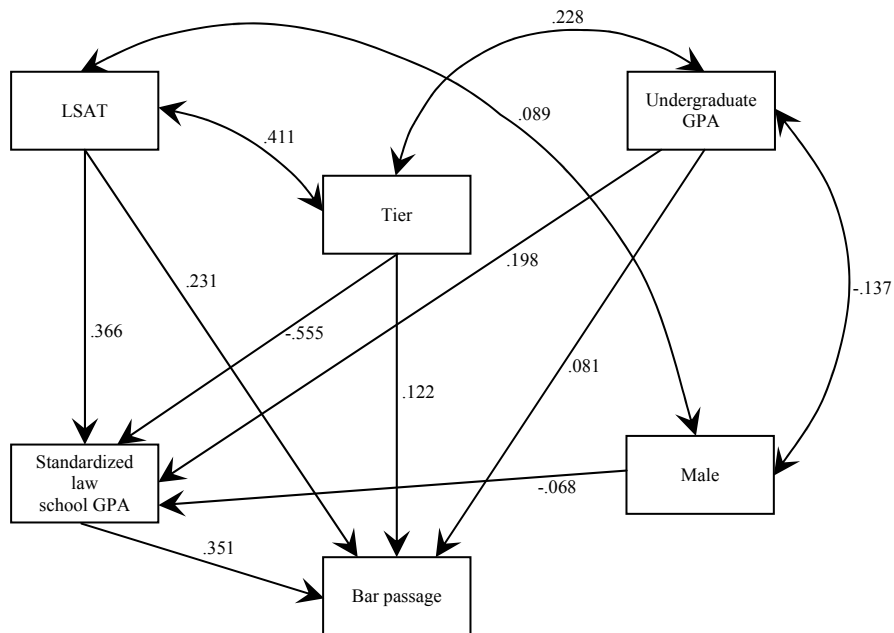 .228
LSAT
Undergraduate
GPA
.089
.411
Tier
.231
.198
-.137
.366
-.555
.122
.081
Standardized
law
school GPA
Male
-.068
.351
Bar passage